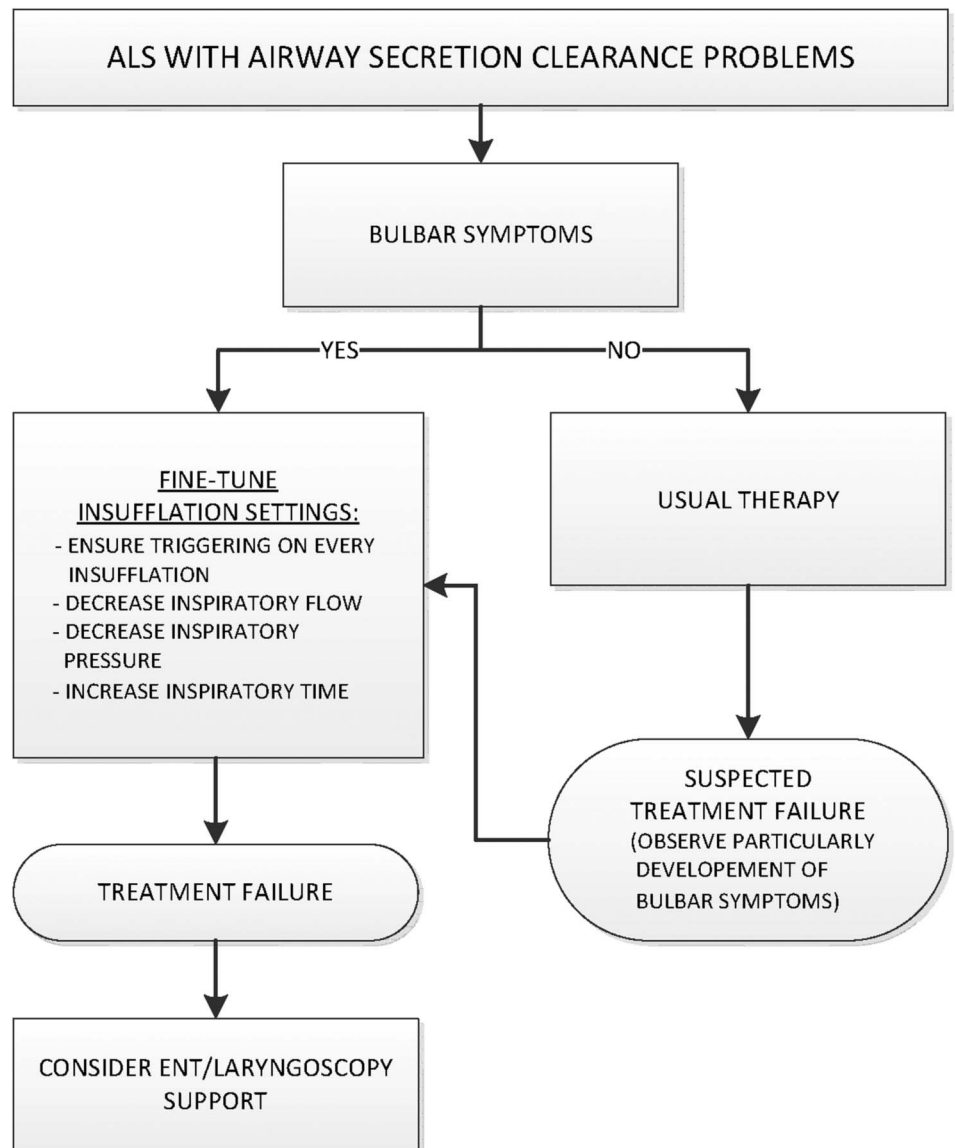 ALS WITH AIRWAY SECRETION CLEARANCE PROBLEMS
BULBAR SYMPTOMS
YES
NO
FINE-TUNE
INSUFFLATION SETTINGS:
- ENSURE TRIGGERING ON EVERY
INSUFLATION
- DECREASE INSPIRATORY FLOW
- DECREASE INSPIRATORY
PRESSURE
- INCREASE INSPIRATORY TIME
USUAL THERAPY
SUSPECTED
TREATMENT FAILURE
(OBSERVE PARTICULARLY
DEVELOPEMENT OF
BULBAR SYMPTOMS)
TREATMENT FAILURE
CONSIDER ENT/LARYNGOSCOPY
SUPPORT